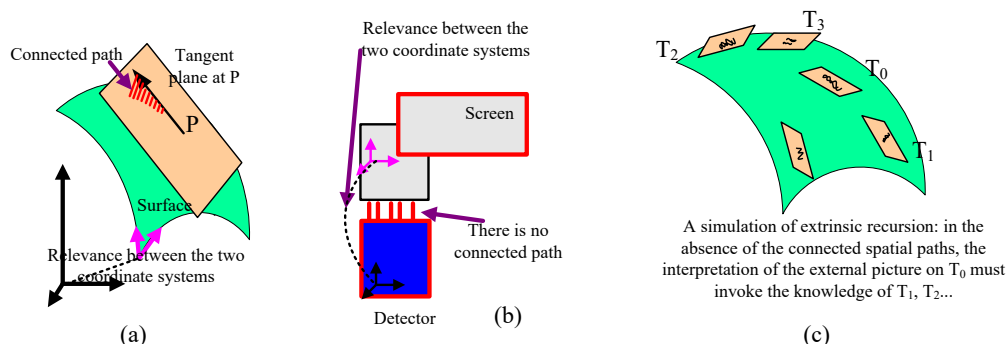 Connected path
Tangent
plane at P
P
Surface
Relevance between the two
coordinate systems
(a)
Relevance between the
two coordinate systems
Screen
There is no
connected path
Detector
(b)
(c)
T2
T3
T0
T1
A simulation of extrinsic recursion: in the
absence of the connected spatial paths, the
interpretation of the external picture on T0 must
invoke the knowledge of T1, T2...